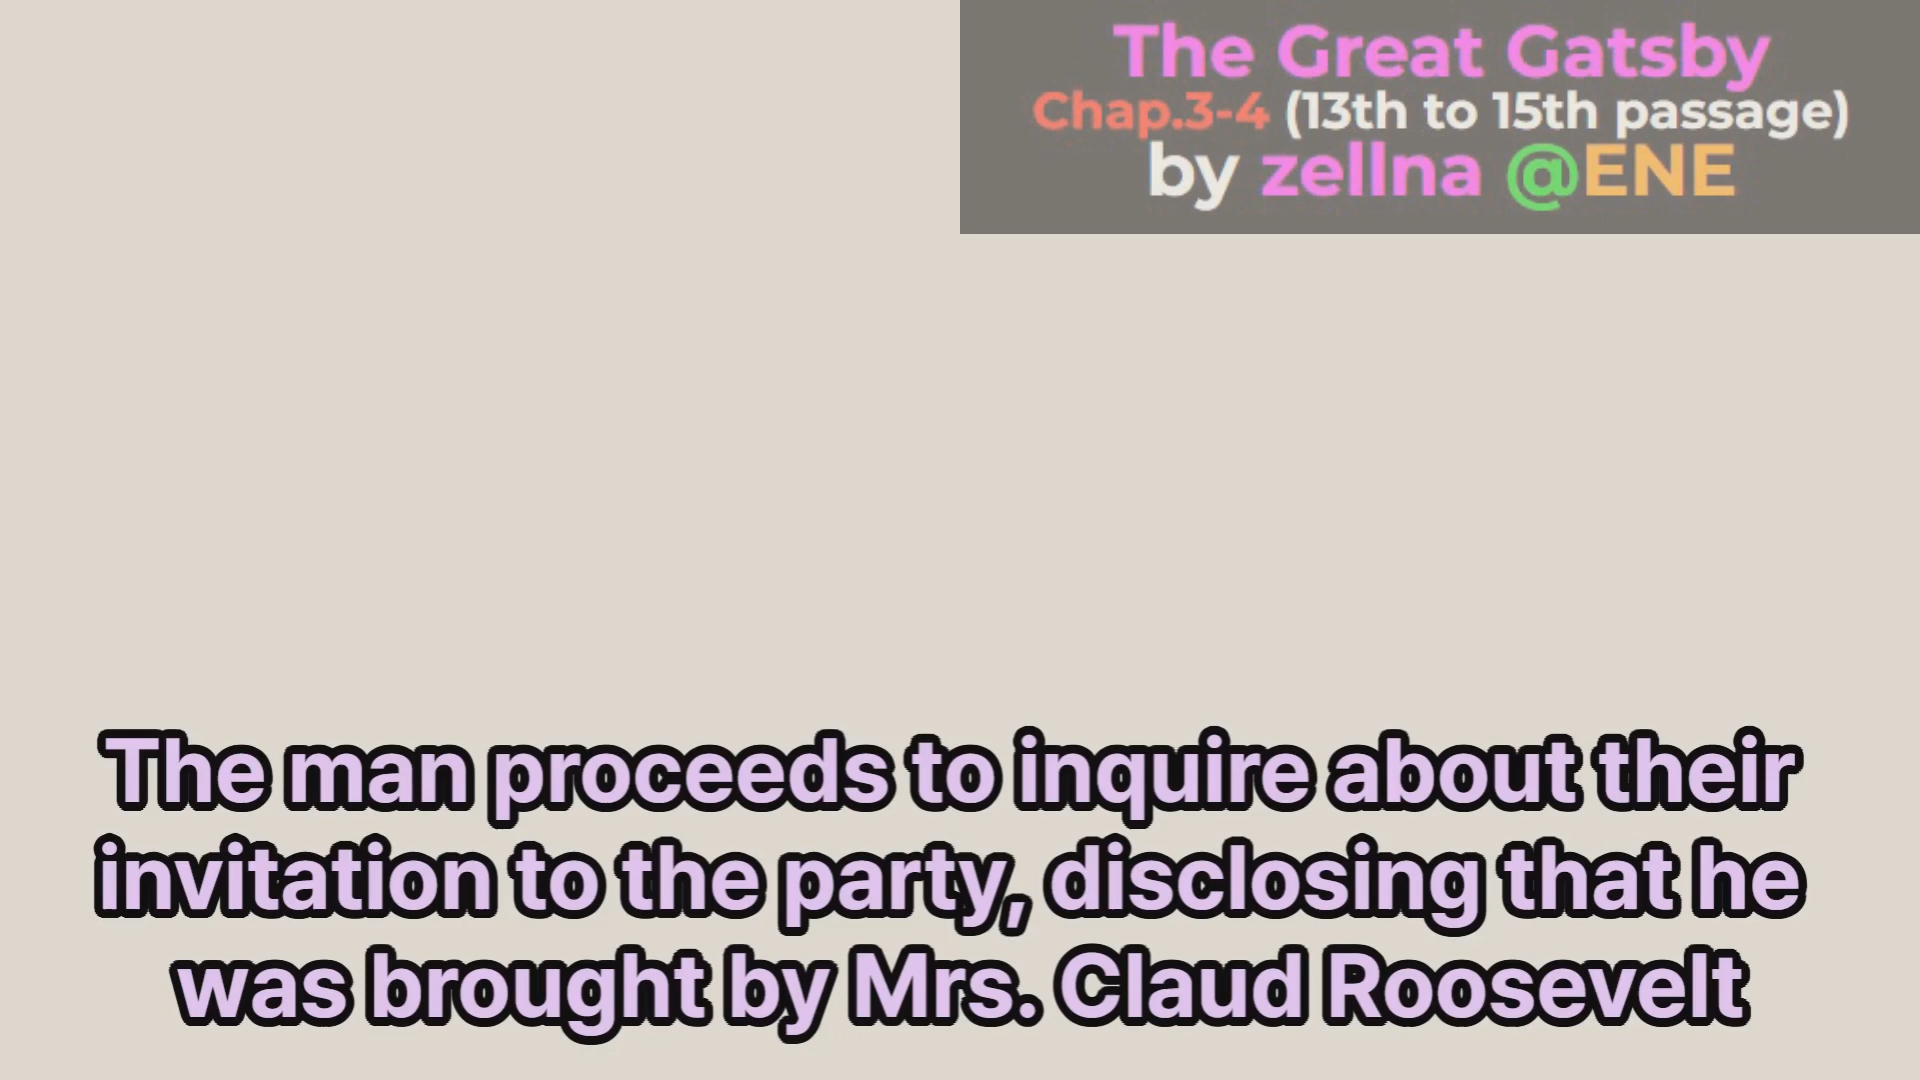 The Great Gatsby
Chap.3-4 (13th to 15th passage)
by zellna @ENE
The man proceeds to inquire about their
invitation to the party, disclosing that he
was brought by Mrs. Claud Roosevelt